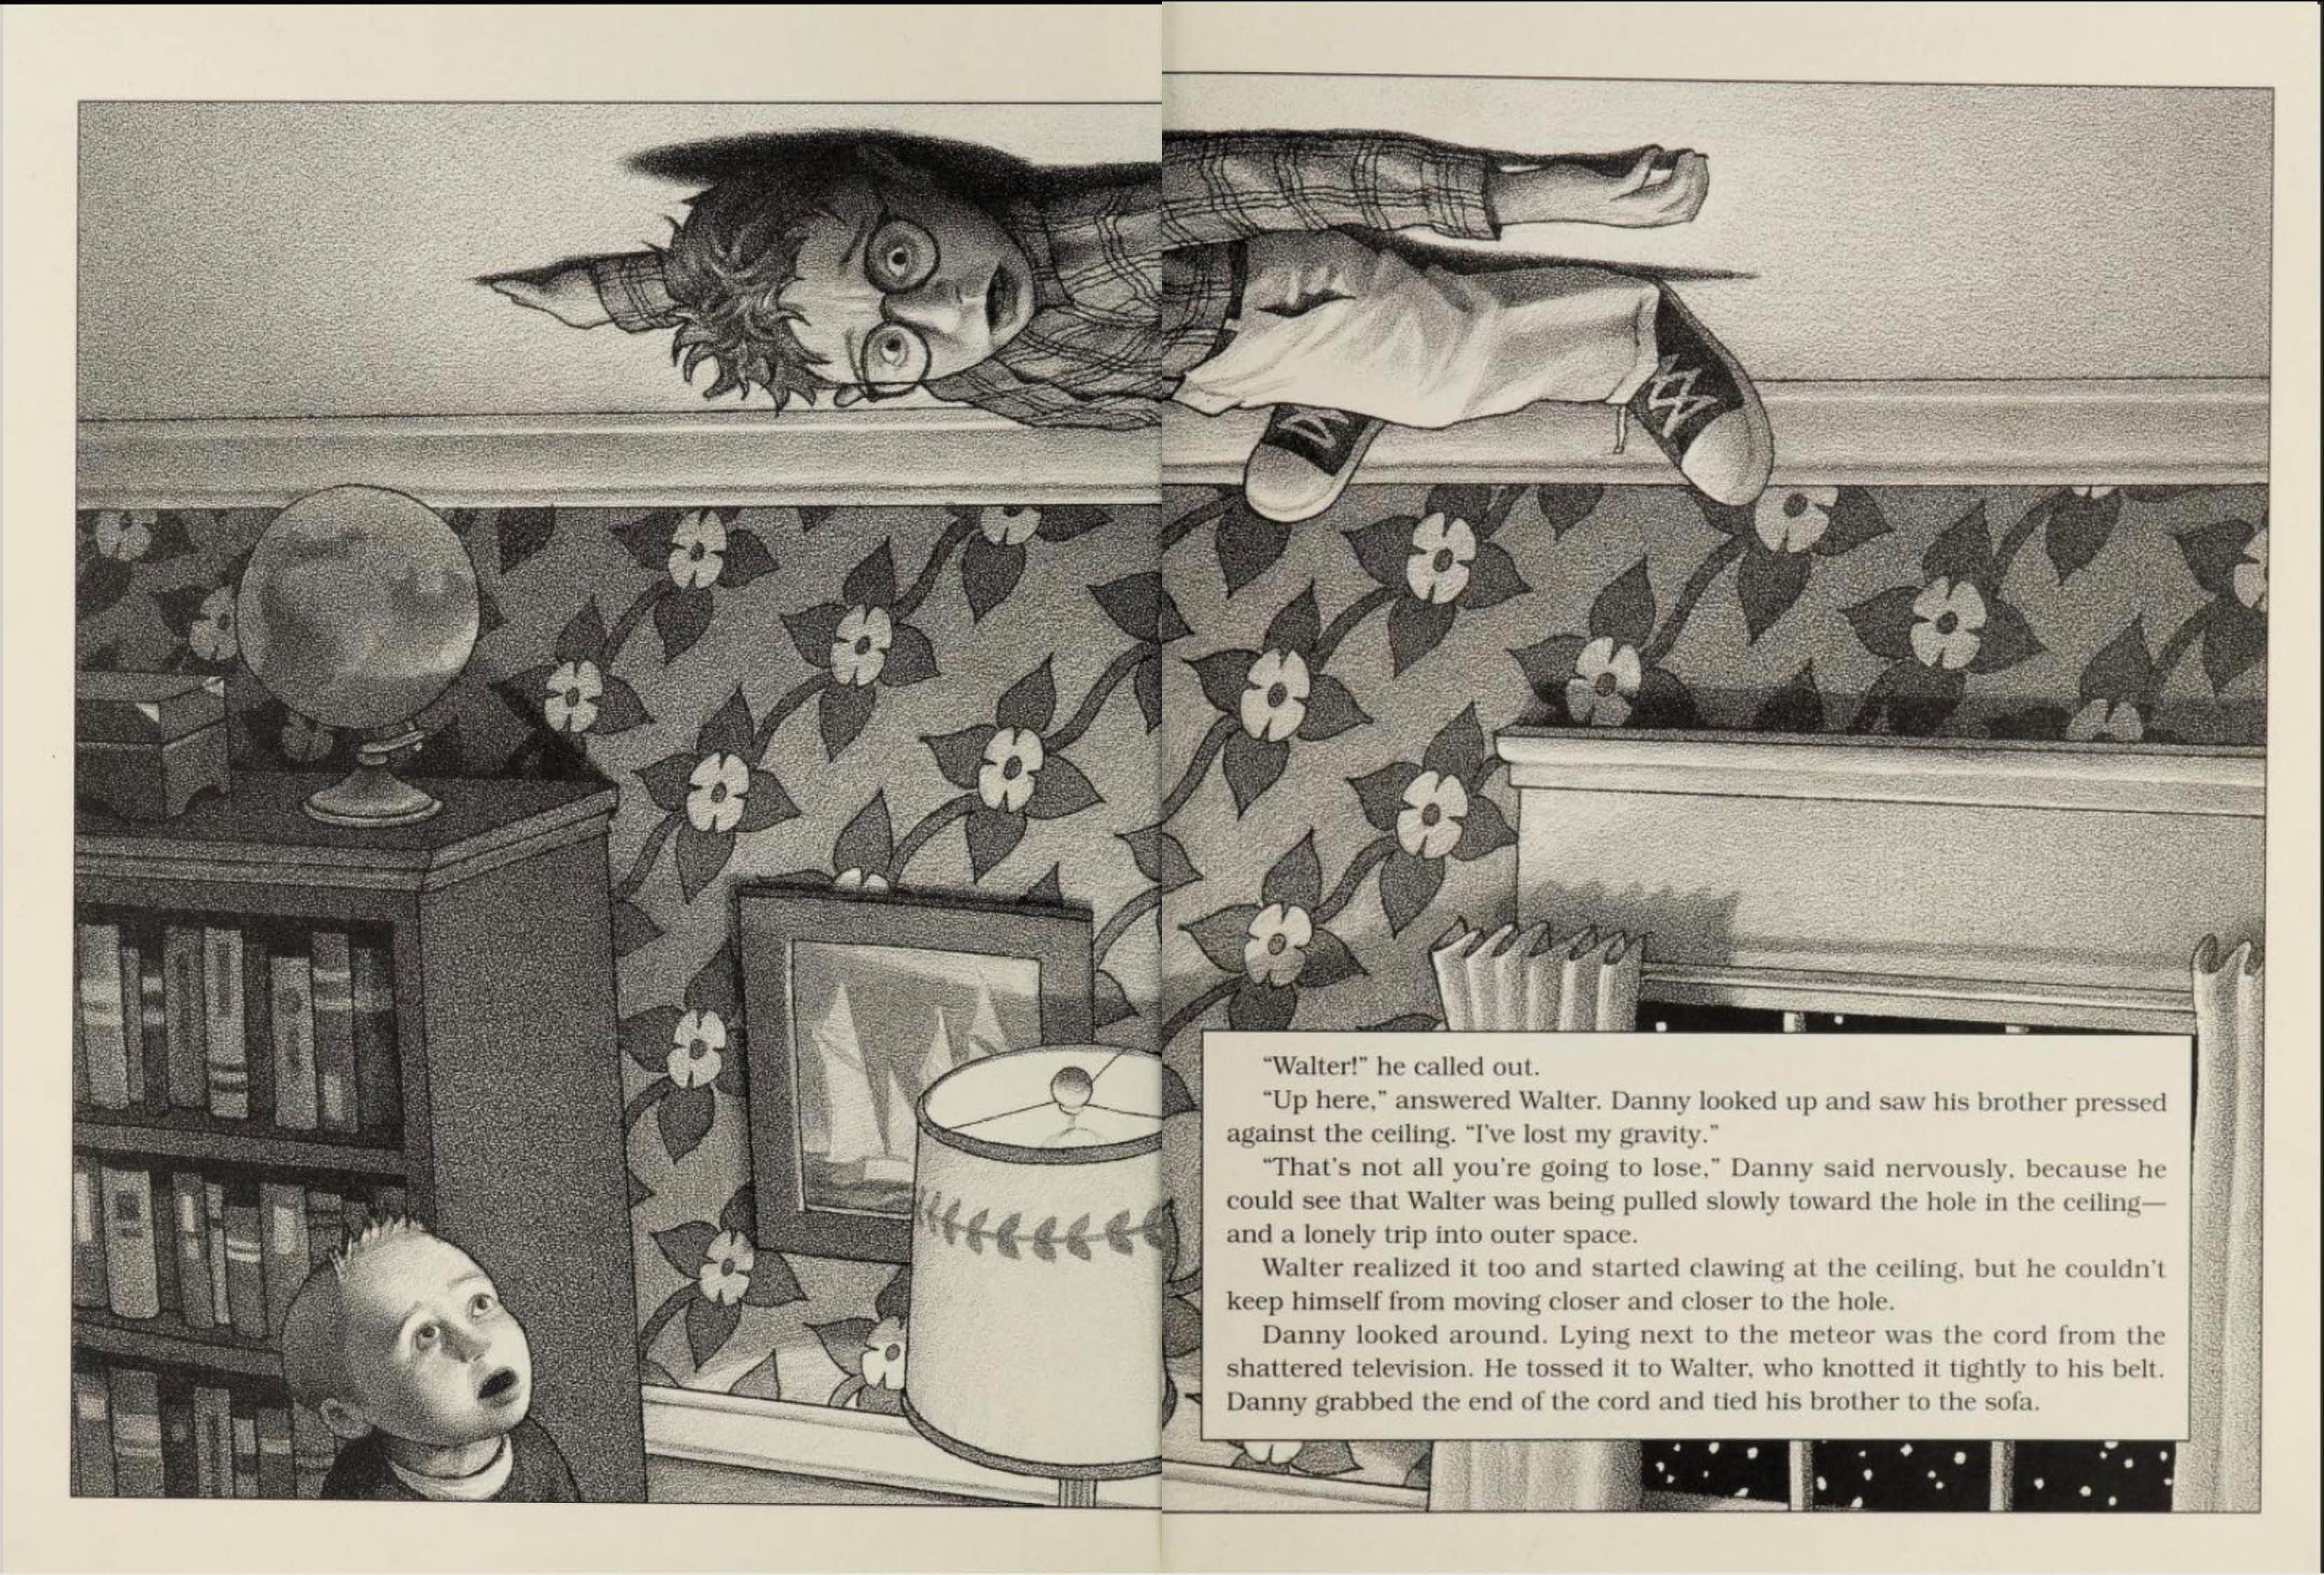 “Walter!” he called out.
“Up here,” answered Walter. Danny looked up and saw his brother pressed
against the ceiling. “I’ve lost my gravity.”
“That’s not all you’re going to lose,” Danny said nervously, because he
could see that Walter was being pulled slowly toward the hole in the ceiling—
and a lonely trip into outer space.
Walter realized it too and started clawing at the ceiling, but he couldn’t
keep himself from moving closer and closer to the hole.
Danny looked around. Lying next to the meteor was the cord from the
shattered television. He tossed it to Walter, who knotted it tightly to his belt.
Danny grabbed the end of the cord and tied his brother to the sofa.